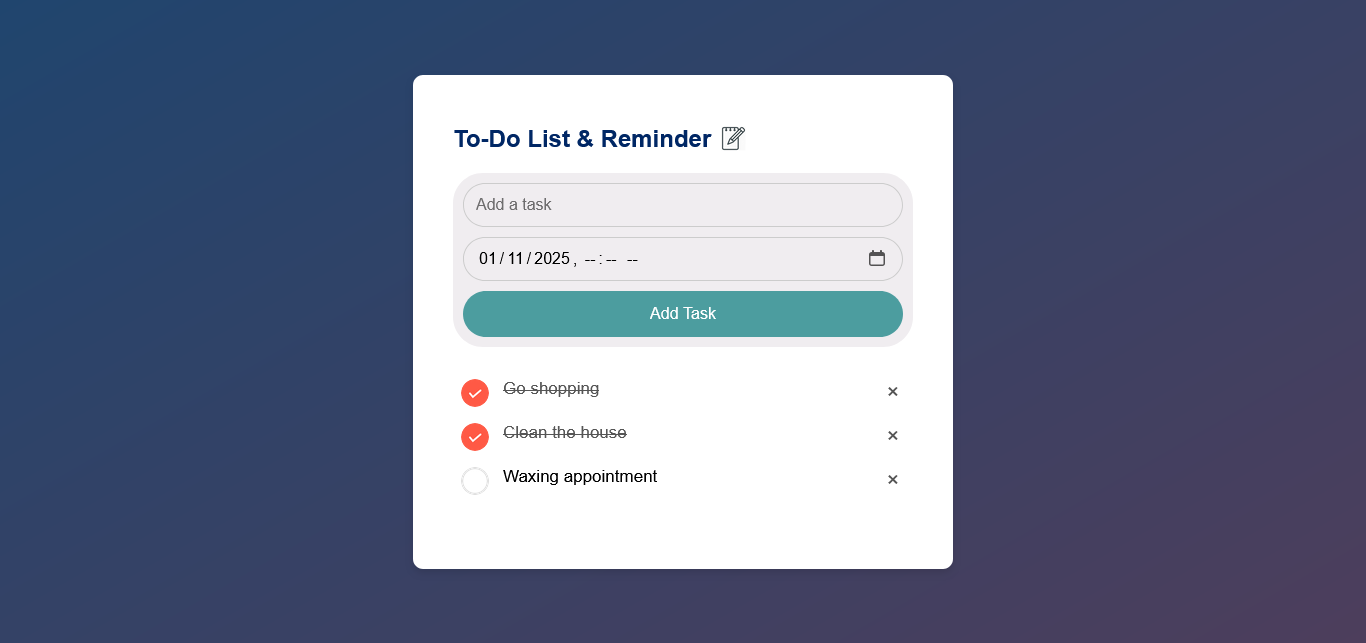 To-Do List & Reminder
Add a task
01/11/2025, --:-- --
Add Task
Go shopping
Clean the house
Waxing appointment